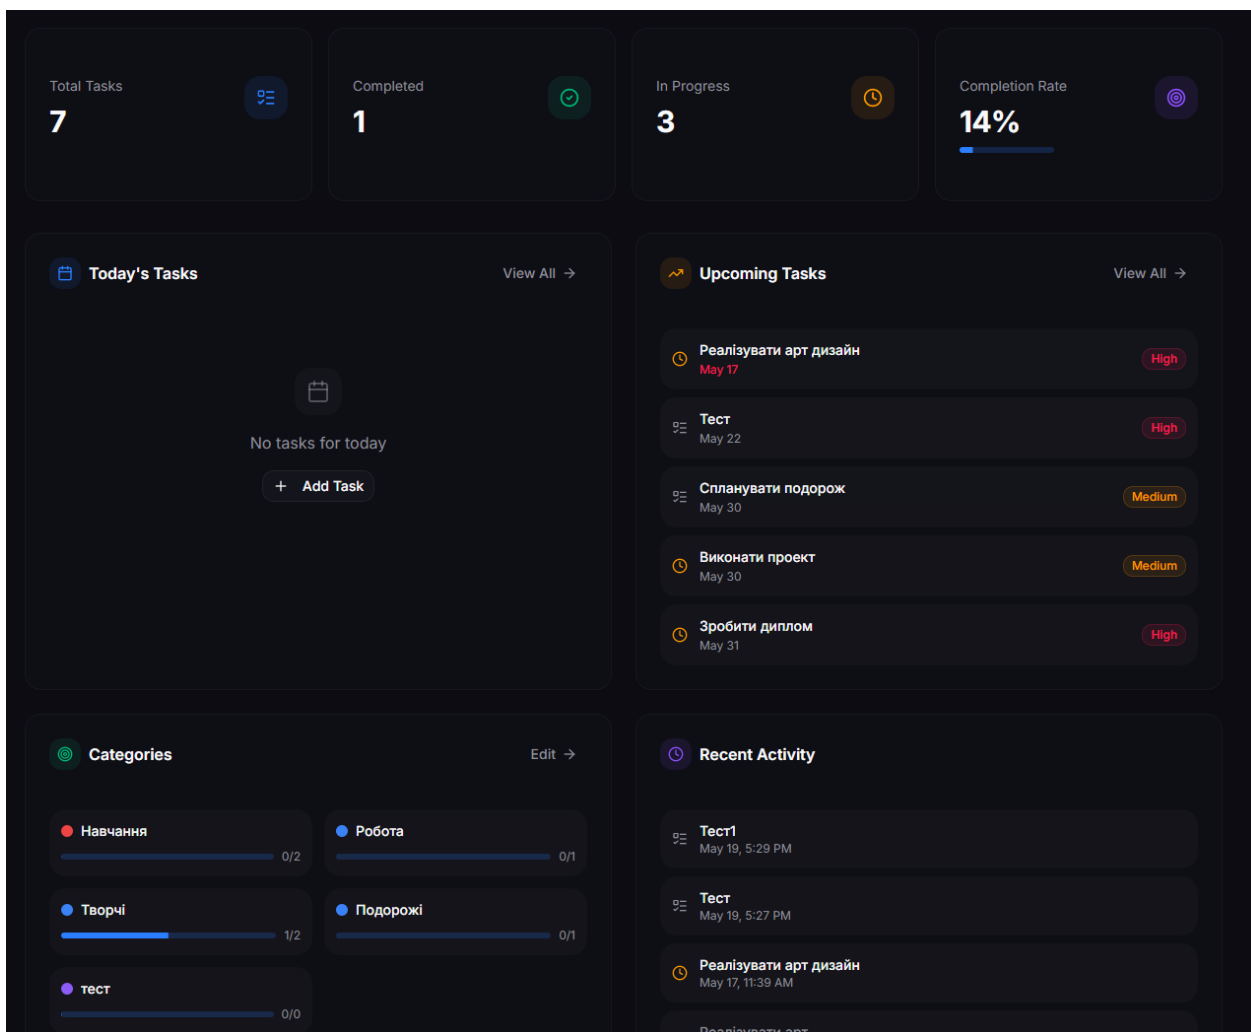 Total Tasks
7
Completed
1
In Progress
3
Completion Rate
14%
Today's Tasks
View All
No tasks for today
Add Task
Upcoming Tasks
View All
Реалізувати арт дизайн
May 17
High
Тест
May 22
High
Спланувати подорож
May 30
Medium
Виконати проект
May 30
Medium
Зробити диплом
May 31
High
Categories
Edit
Навчання
0/2
Робота
0/1
Творчі
1/2
Подорожі
0/1
тест
0/0
Recent Activity
Тест1
May 19, 5:29 PM
Тест
May 19, 5:27 PM
Реалізувати арт дизайн
May 17, 11:39 AM
Реалізувати арт